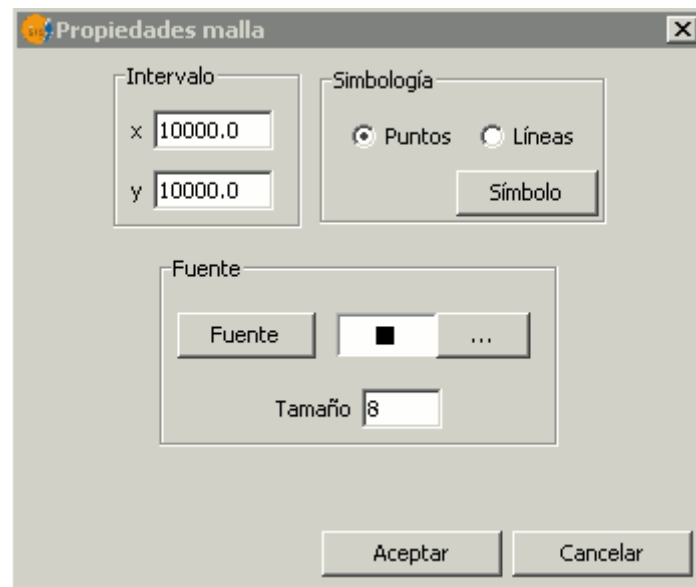 Propiedades malla
Intervalo
x 10000.0
y 10000.0
Simbología
Puntos Líneas
Símbolo
Fuente
Fuente ...
Tamaño 8
Aceptar Cancelar